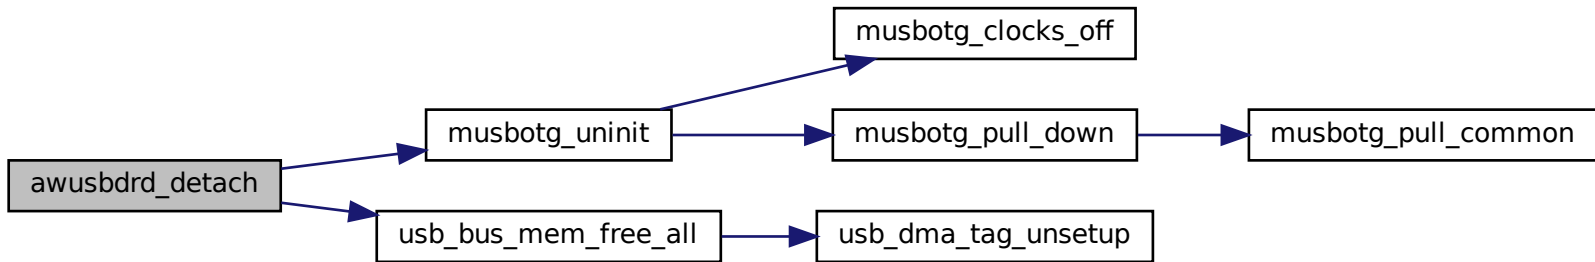 musbotg_clocks_off
musbotg_uninit
musbotg_pull_down
musbotg_pull_common
awusbdrd_detach
usb_bus_mem_free_all
usb_dma_tag_unsetup